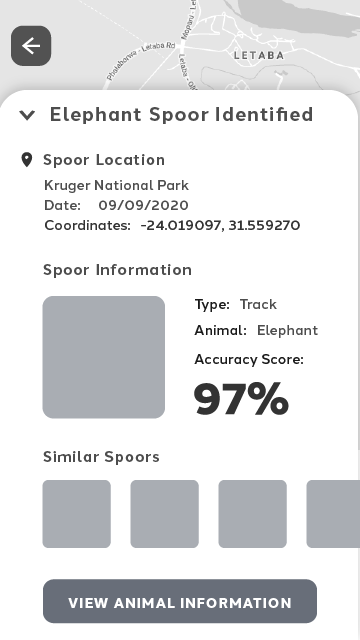 Mopani - Le
Phalaborwa - Letaba Rd
LETABA
Letaba - Ol
Elephant Spoor Identified
Spoor Location
Kruger National Park
Date: 09/09/2020
Coordinates: -24.019097, 31.559270
Spoor Information
Type: Track
Animal: Elephant
Accuracy Score:
97%
Similar Spoors
VIEW ANIMAL INFORMATION